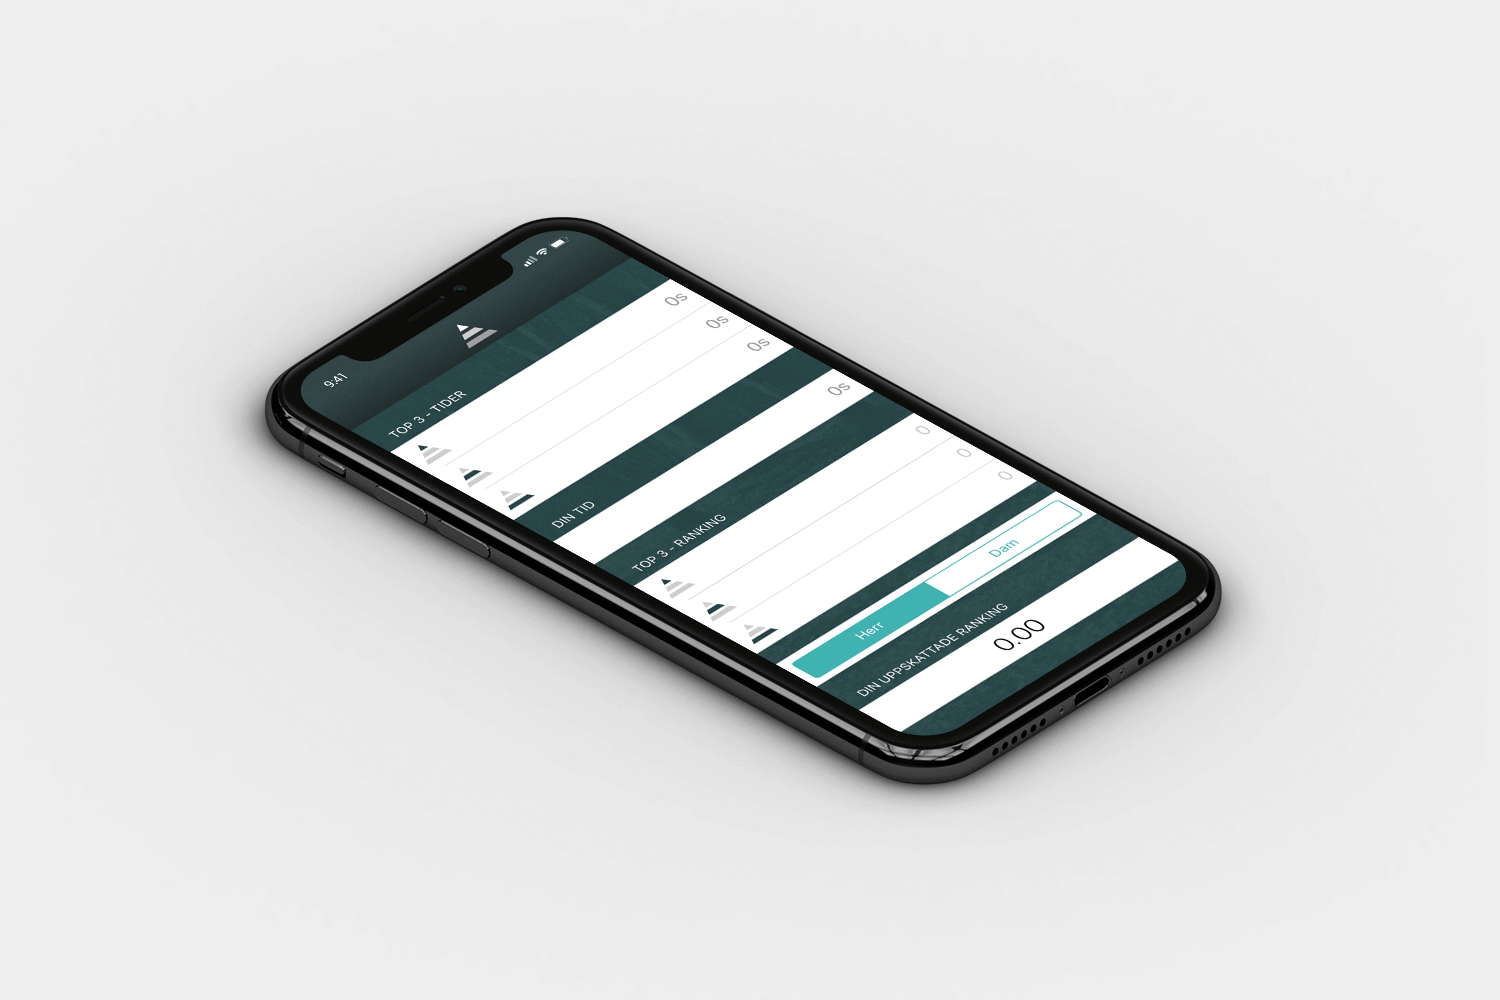 9:41
TOP 3 - TIDER
0s
0s
0s
DIN TID
0s
TOP 3 - RANKING
0
0
0
Herr
Dam
DIN UPPSKATTADE RANKING
0.00